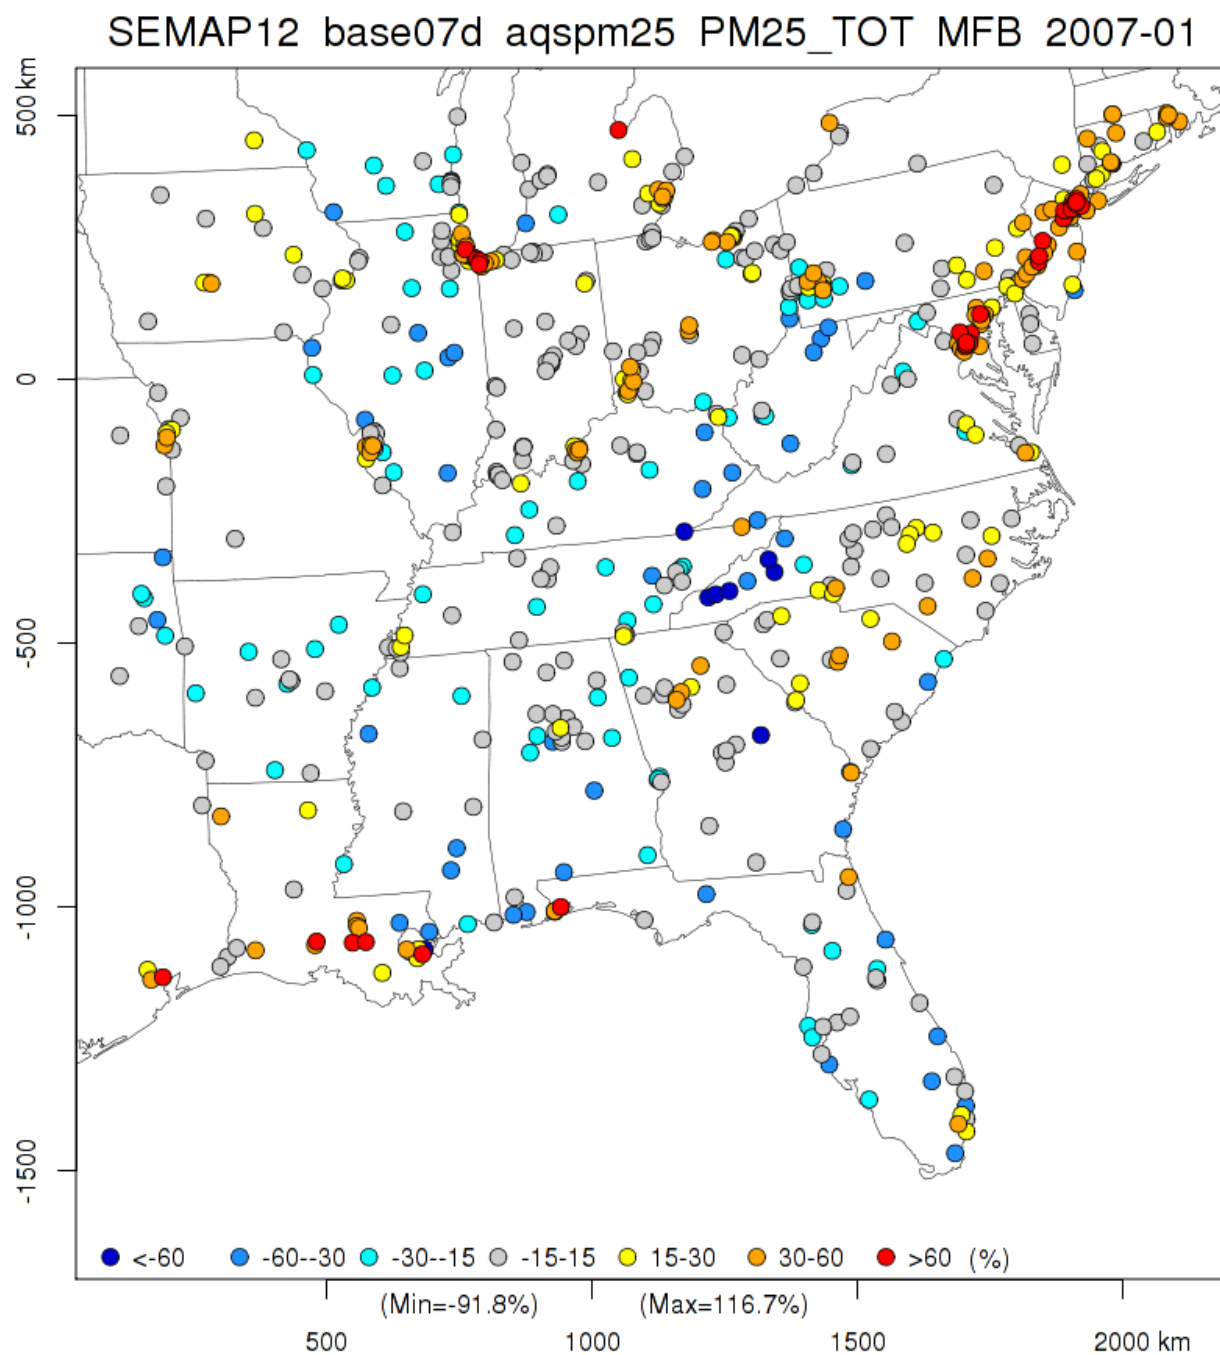 SEMAP12 base07d aqspm25 PM25_TOT MFB 2007-01
500 km
0
-500
-1000
-1500
<-60 -60--30 -30--15 -15-15 15-30 30-60 >60 (%)
(Min=-91.8%) (Max=116.7%)
500 1000 1500 2000 km